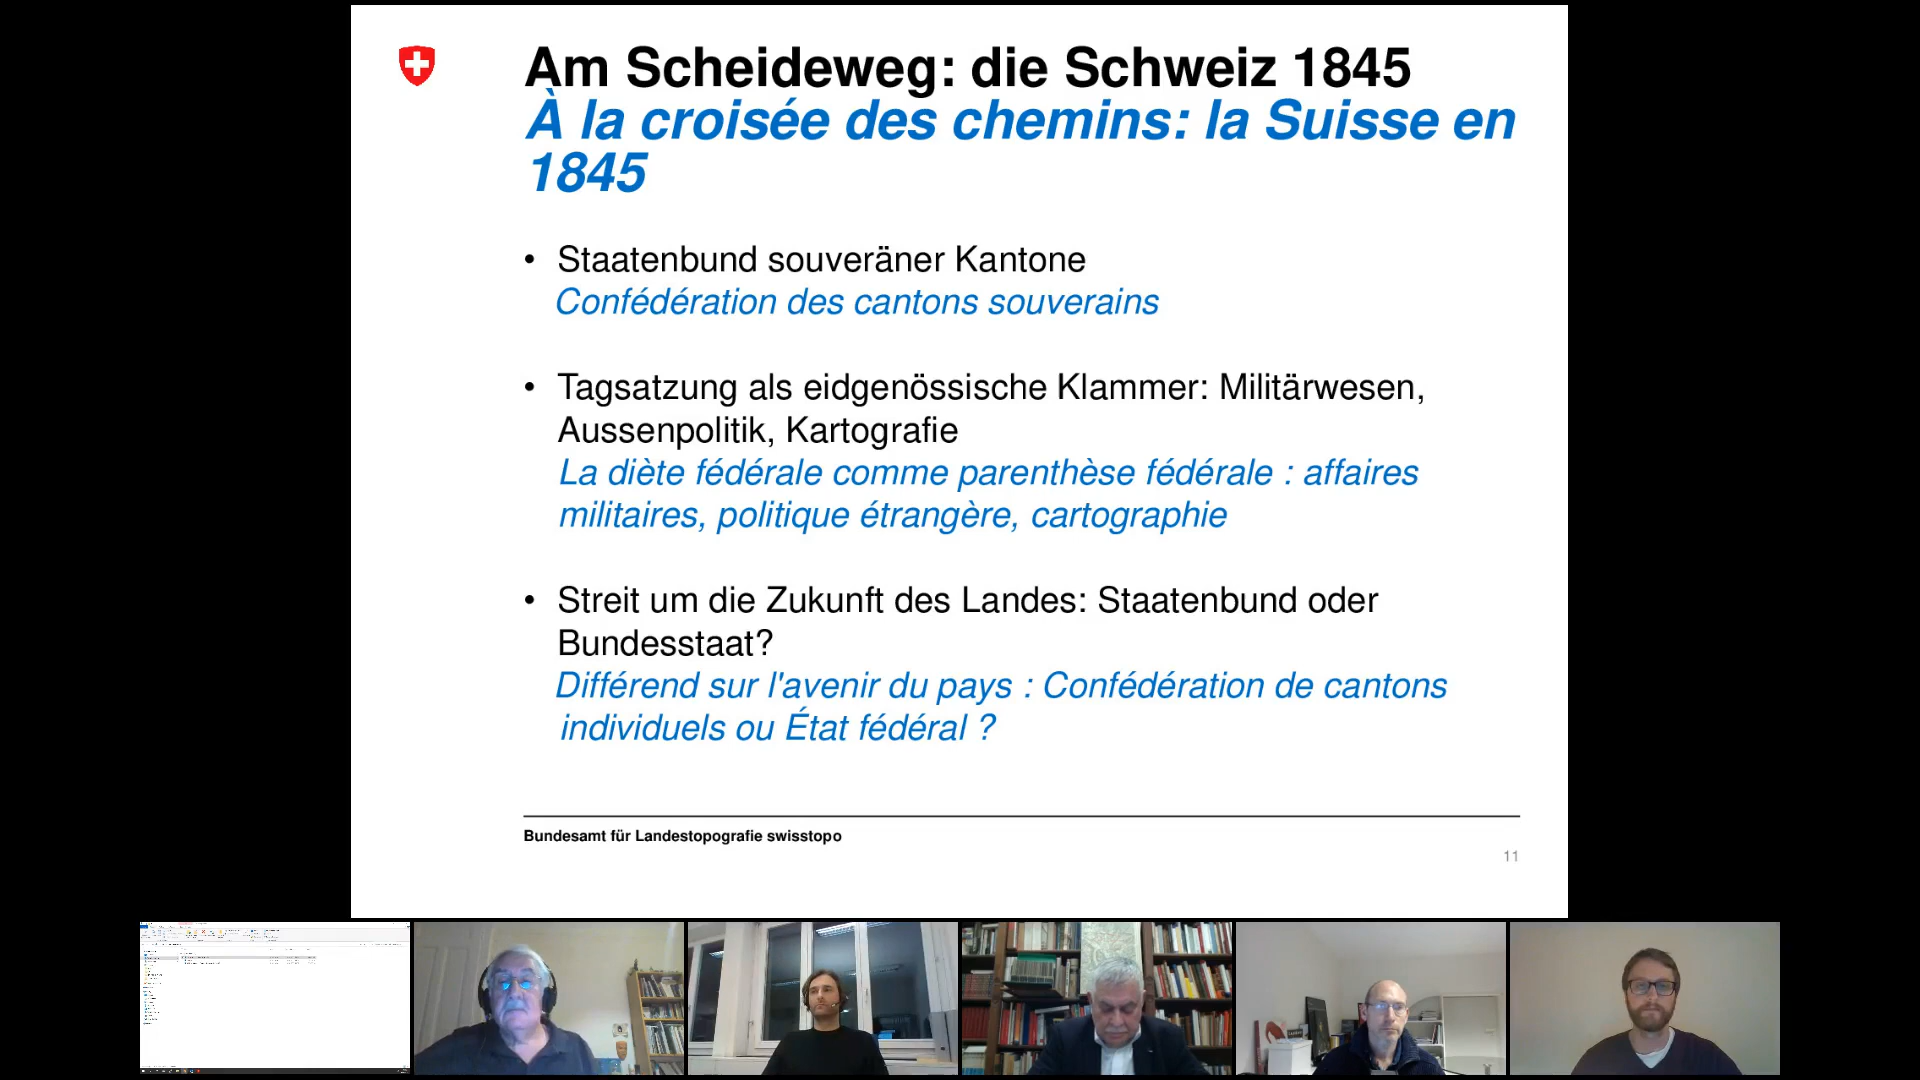 Am Scheideweg: die Schweiz 1845
À la croisée des chemins: la Suisse en
1845
• Staatenbund souveräner Kantone
Confédération des cantons souverains
• Tagsatzung als eidgenössische Klammer: Militärwesen,
Aussenpolitik, Kartografie
La diète fédérale comme parenthèse fédérale : affaires
militaires, politique étrangère, cartographie
• Streit um die Zukunft des Landes: Staatenbund oder
Bundesstaat?
Différend sur l'avenir du pays : Confédération de cantons
individuels ou État fédéral ?
Bundesamt für Landestopografie swisstopo
11